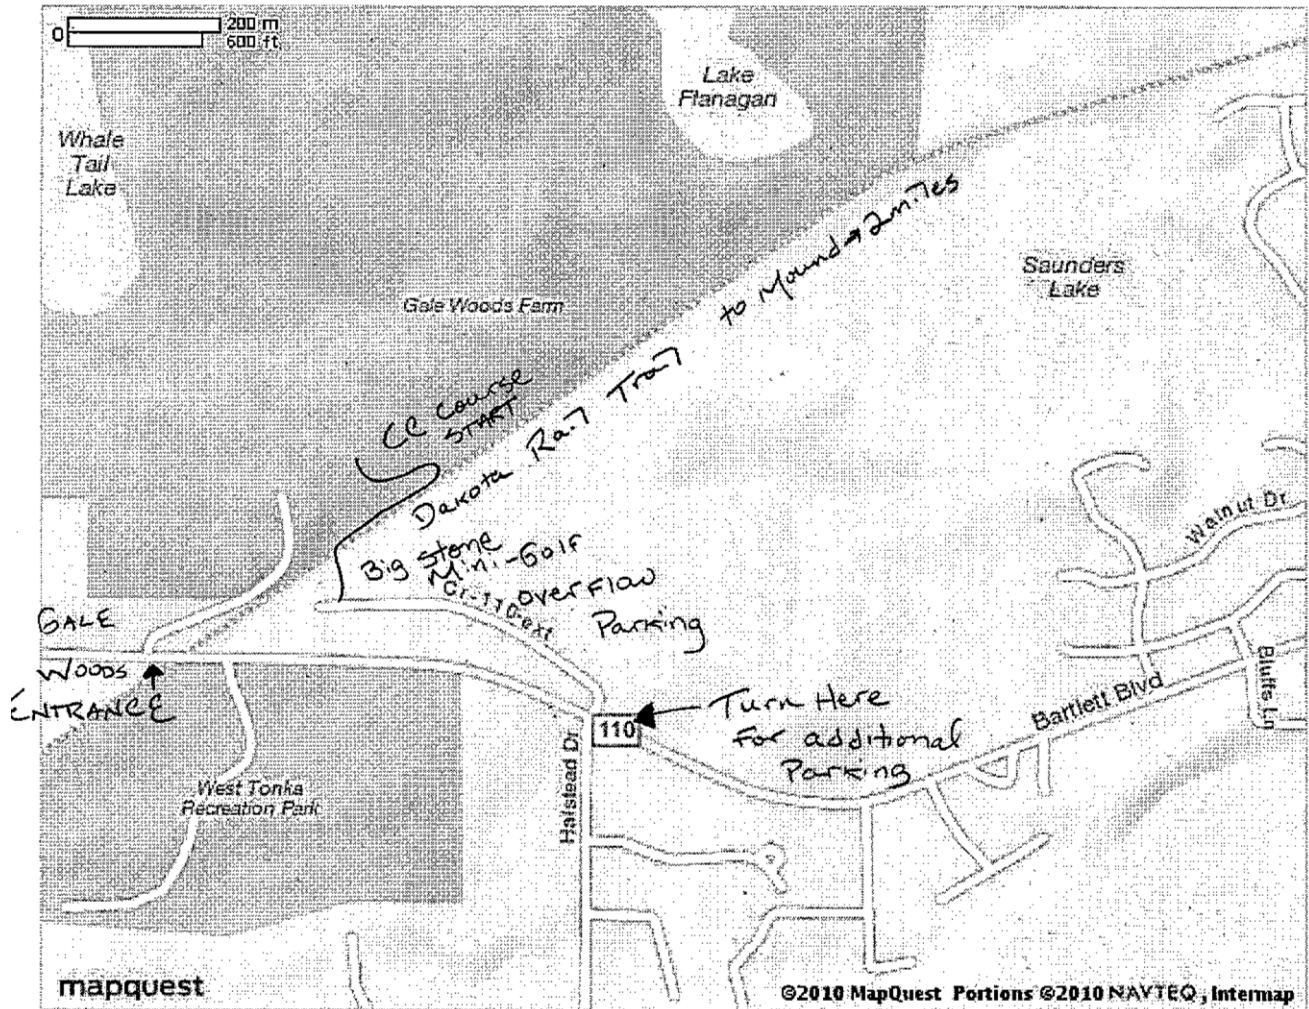 0
200 m
600 ft
Lake
Flanagan
Whale
Tail
Lake
to Mound → 2 miles
Saunders
Lake
Gale Woods Farm
CC Course
START
Dakota Rail Trail
Walnut Dr
Big Stone
Mini-Golf
overflow
Parking
Cr-110-ext
GALE
WOODS
ENTRANCE
Bluffs Ln
Bartlett Blvd
110
Turn Here
For additional
Parking
Halstead Dr
West Tonka
Recreation Park
mapquest
©2010 MapQuest Portions ©2010 NAVTEQ, Intermap